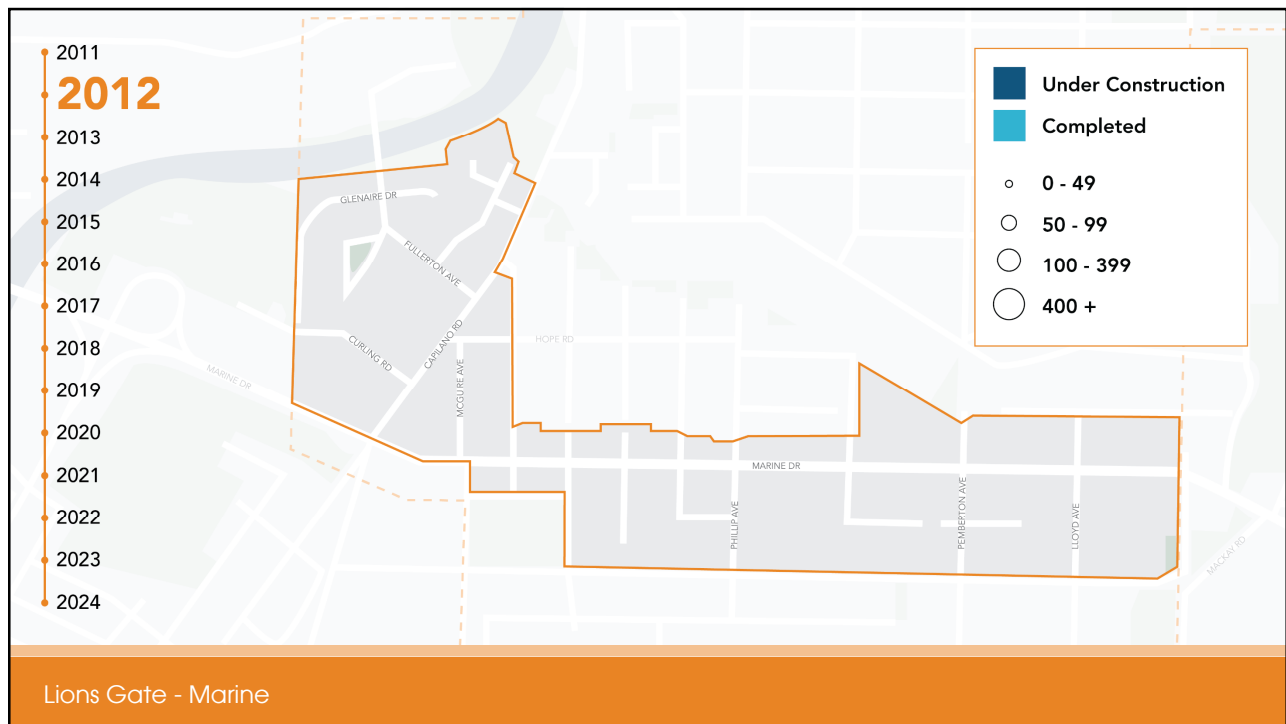 2011
2012
2013
2014
2015
2016
2017
2018
2019
2020
2021
2022
2023
2024
Under Construction
Completed
0 - 49
50 - 99
100 - 399
400 +
GLENAIRE DR
FULLERTON AVE
CAPILANO RD
CURLING RD
MCGUIRE AVE
HOPE RD
MARINE DR
MARINE DR
PHILLIP AVE
PEMBERTON AVE
LLOYD AVE
MACKAY RD
Lions Gate - Marine